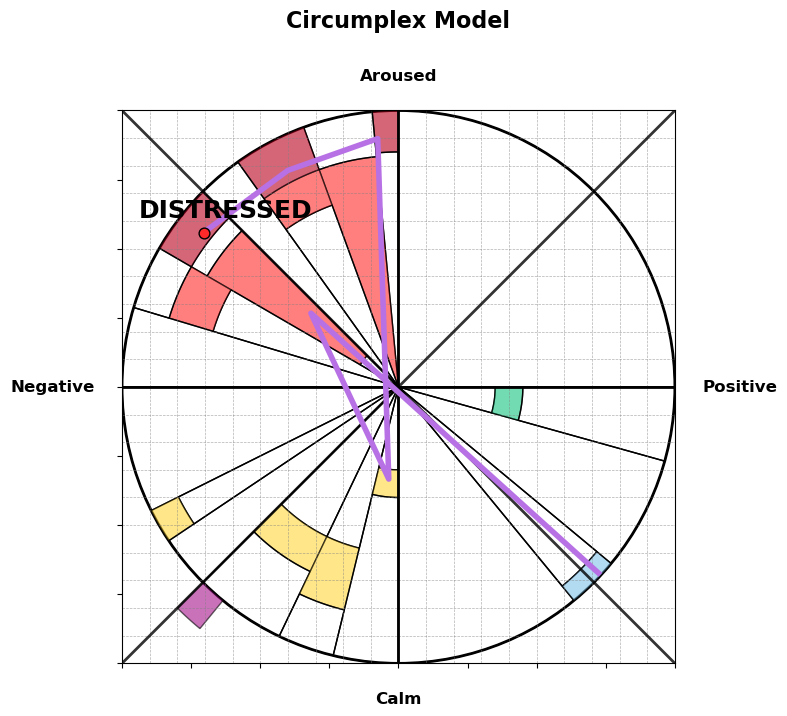 Circumplex Model
Aroused
DISTRESSED
Negative
Positive
Calm